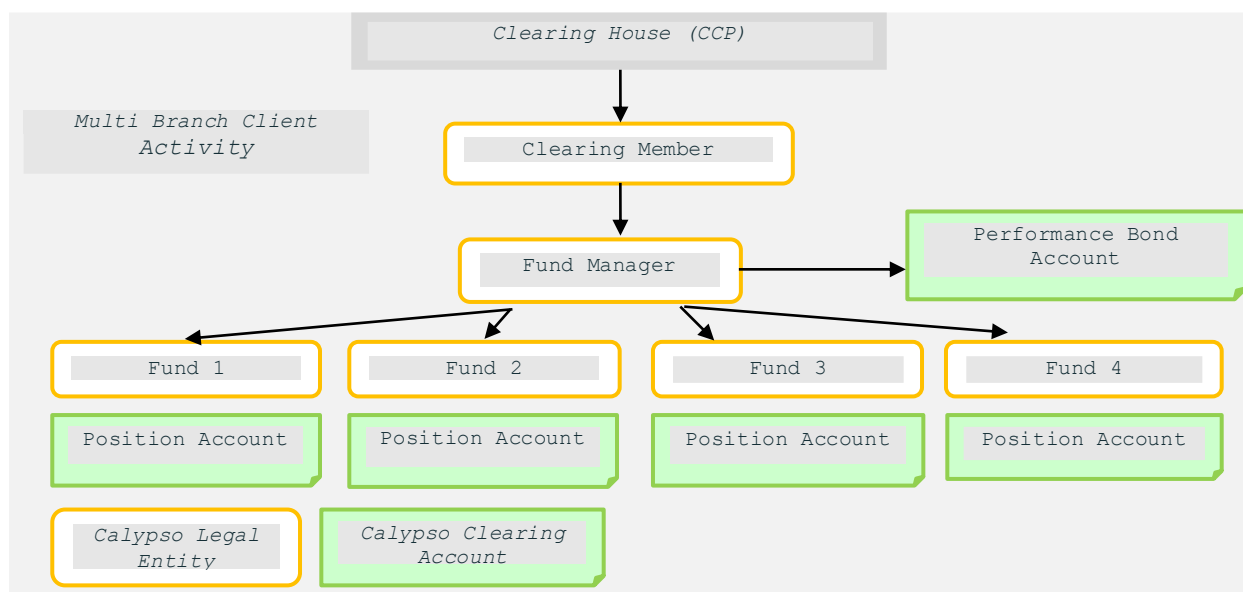 Clearing House (CCP)
Multi Branch Client
Activity
Clearing Member
Performance Bond
Account
Fund Manager
Fund 1
Fund 2
Fund 3
Fund 4
Position Account
Position Account
Position Account
Position Account
Calypso Legal
Entity
Calypso Clearing
Account